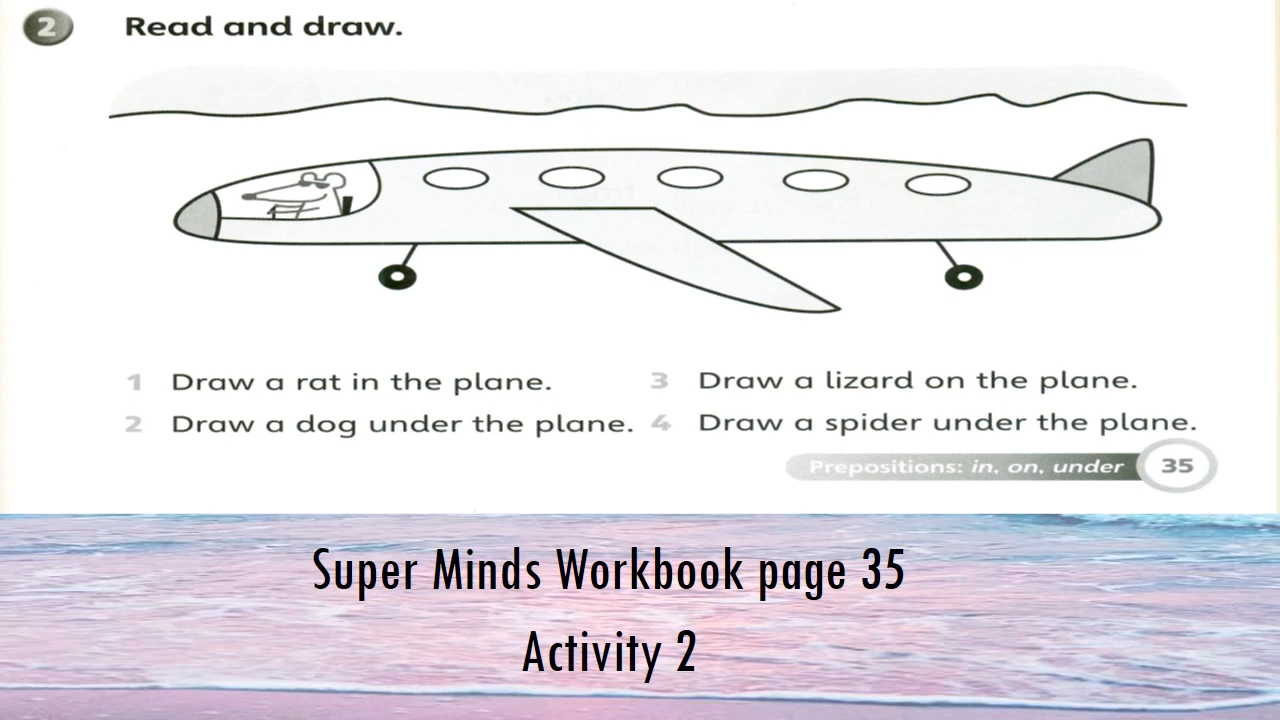 2 Read and draw.
1 Draw a rat in the plane.
2 Draw a dog under the plane.
3 Draw a lizard on the plane.
4 Draw a spider under the plane.
Prepositions: in, on, under 35
Super Minds Workbook page 35
Activity 2